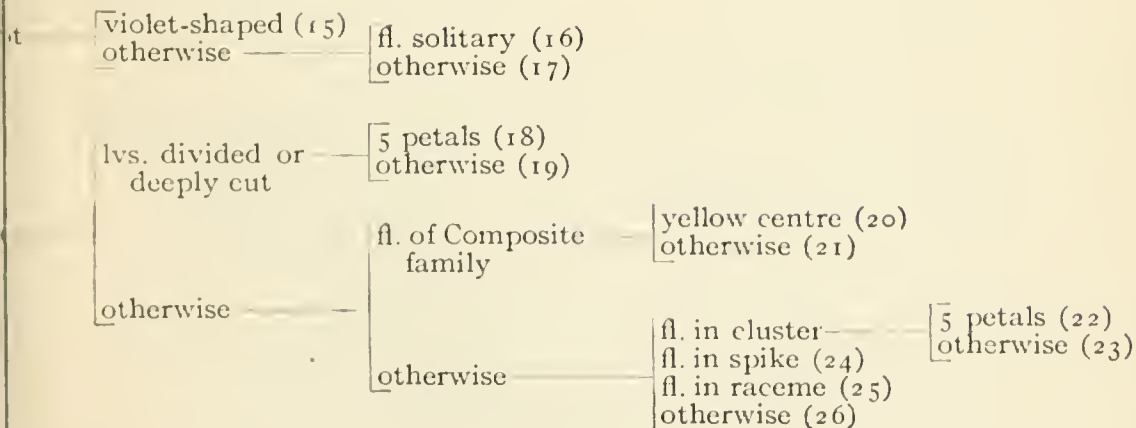 t violet-shaped (15)
otherwise
fl. solitary (16)
otherwise (17)
lvs. divided or
deeply cut
5 petals (18)
otherwise (19)
otherwise
fl. of Composite
family
yellow centre (20)
otherwise (21)
otherwise
fl. in cluster
fl. in spike (24)
fl. in raceme (25)
otherwise (26)
5 petals (22)
otherwise (23)